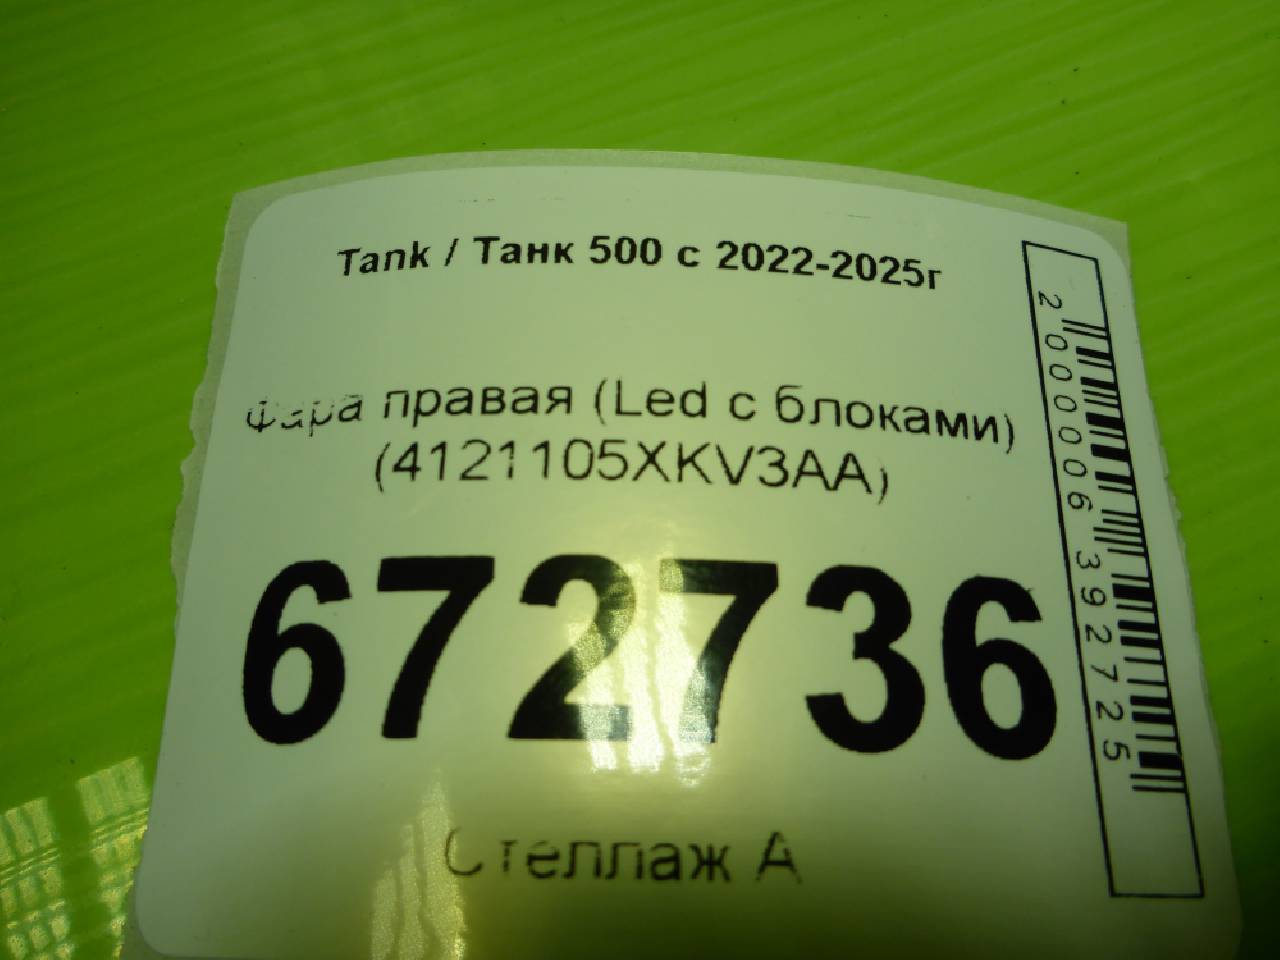 Tank / Танк 500 с 2022-2025г
Фара правая (Led с блоками)
(4121105XKV3AA)
672736
Стеллаж А
2000006392725